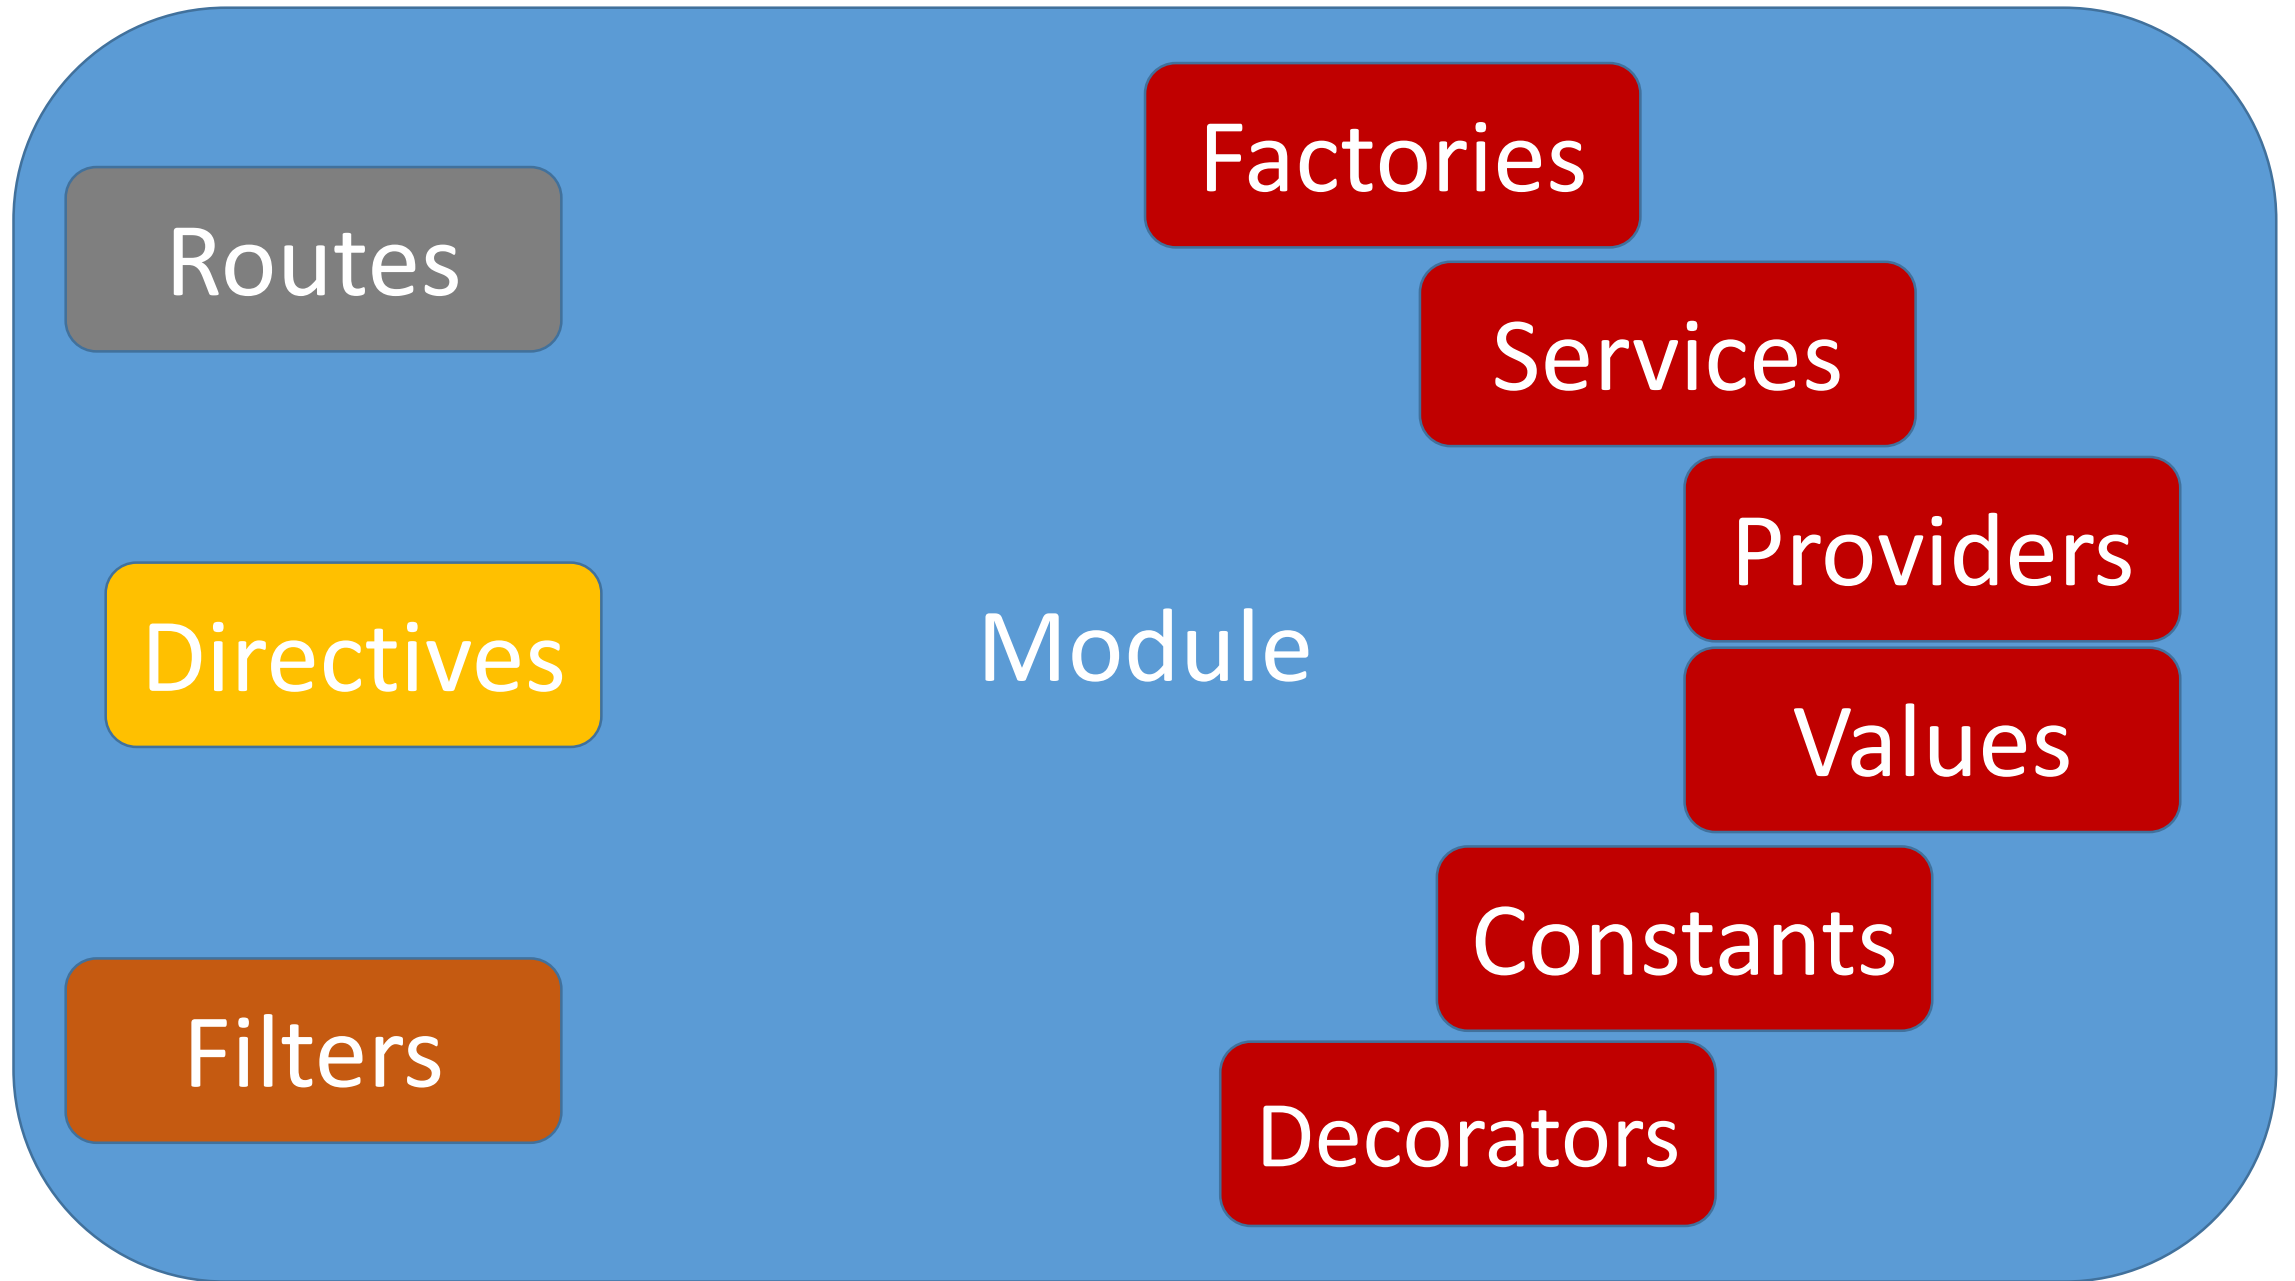 Factories
Routes
Services
Providers
Directives
Module
Values
Constants
Filters
Decorators